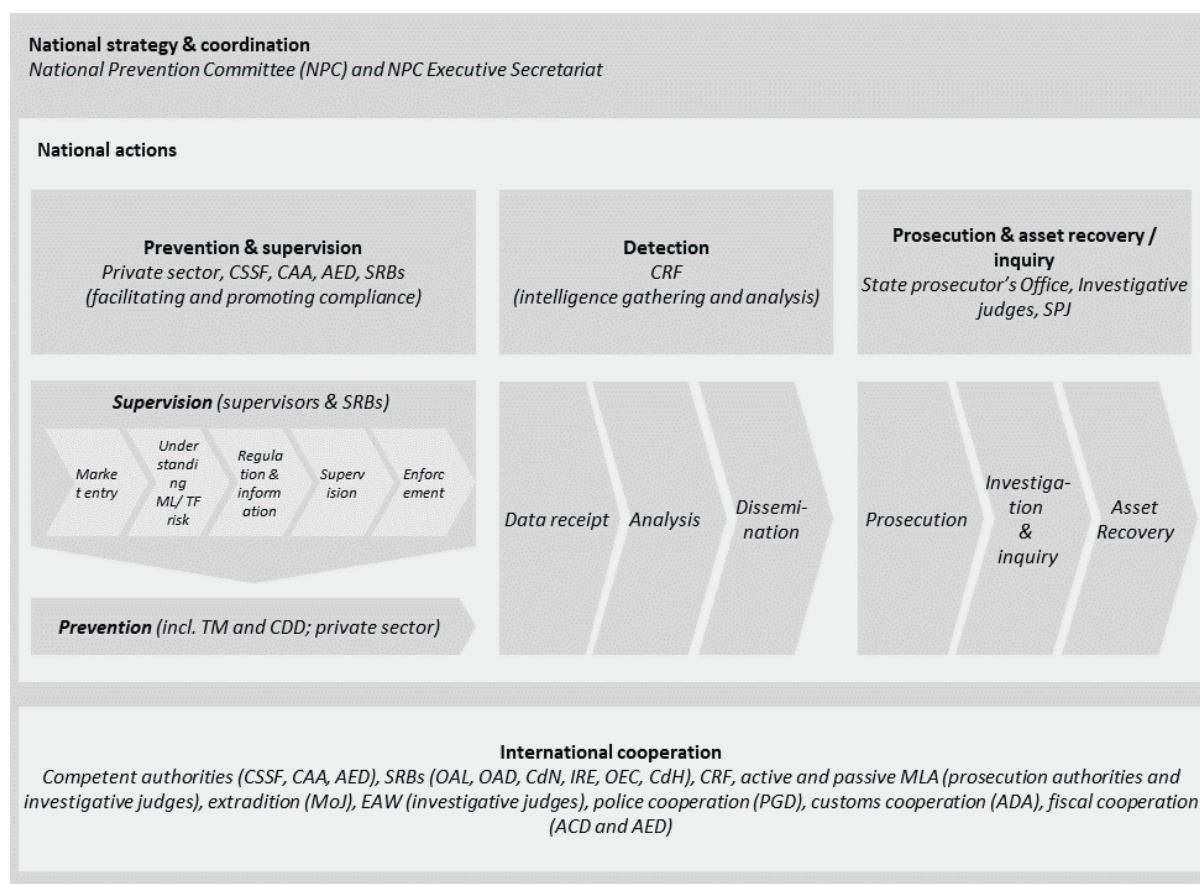 National strategy & coordination
National Prevention Committee (NPC) and NPC Executive Secretariat
National actions
Prevention & supervision
Private sector, CSSF, CAA, AED, SRBs
(facilitating and promoting compliance)
Detection
CRF
(intelligence gathering and analysis)
Prosecution & asset recovery /
inquiry
State prosecutor's Office, Investigative
judges, SPJ
Supervision (supervisors & SRBs)
Marke
t entry
Under
standi
ng
ML/ TF
risk
Regula
tion &
inform
ation
Superv
ision
Enforc
ement
Prevention (incl. TM and CDD; private sector)
Data receipt
Analysis
Dissemi-
nation
Prosecution
Investiga-
tion
&
inquiry
Asset
Recovery
International cooperation
Competent authorities (CSSF, CAA, AED), SRBs (OAL, OAD, CdN, IRE, OEC, CdH), CRF, active and passive MLA (prosecution authorities and
investigative judges), extradition (MoJ), EAW (investigative judges), police cooperation (PGD), customs cooperation (ADA), fiscal cooperation
(ACD and AED)